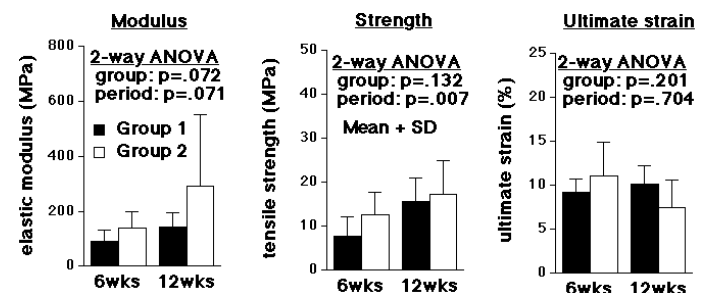 Modulus
elastic modulus (MPa)
800
600
400
200
0
2-way ANOVA
group: p=.072
period: p=.071
Group 1
Group 2
6wks 12wks
Strength
tensile strength (MPa)
50
40
30
20
10
0
2-way ANOVA
group: p=.132
period: p=.007
Mean + SD
6wks 12wks
Ultimate strain
ultimate strain (%)
25
20
15
10
5
0
2-way ANOVA
group: p=.201
period: p=.704
6wks 12wks